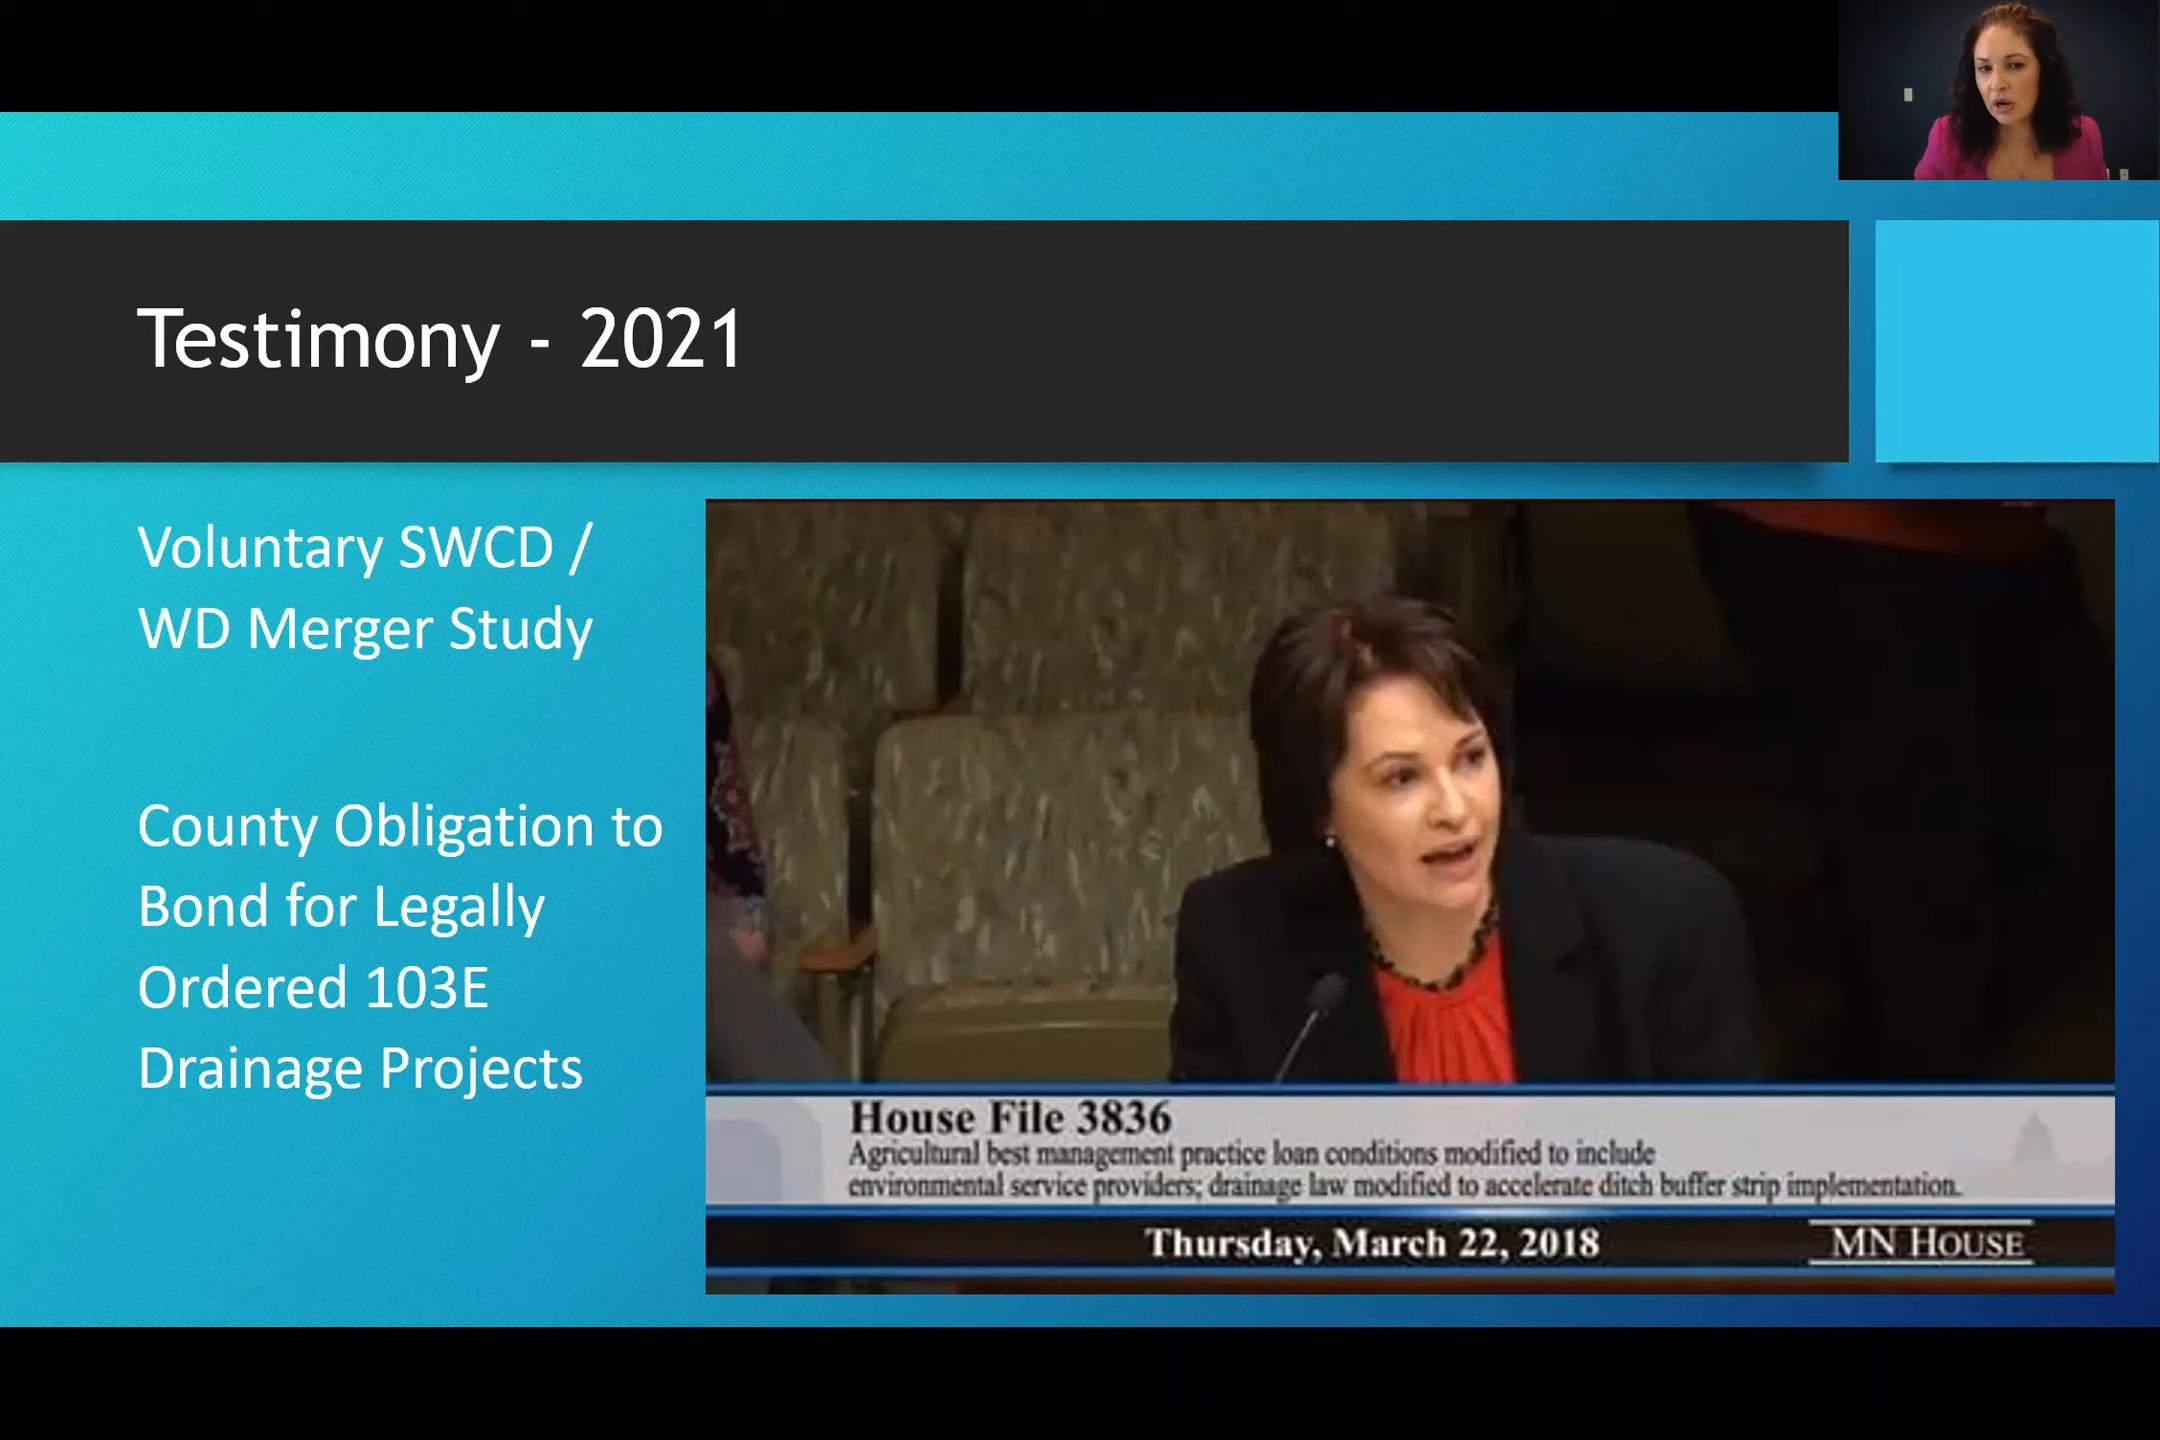 Testimony - 2021
Voluntary SWCD /
WD Merger Study
County Obligation to
Bond for Legally
Ordered 103E
Drainage Projects
House File 3836
Agricultural best management practice loan conditions modified to include
environmental service providers; drainage law modified to accelerate ditch buffer strip implementation.
Thursday, March 22, 2018
MN HOUSE